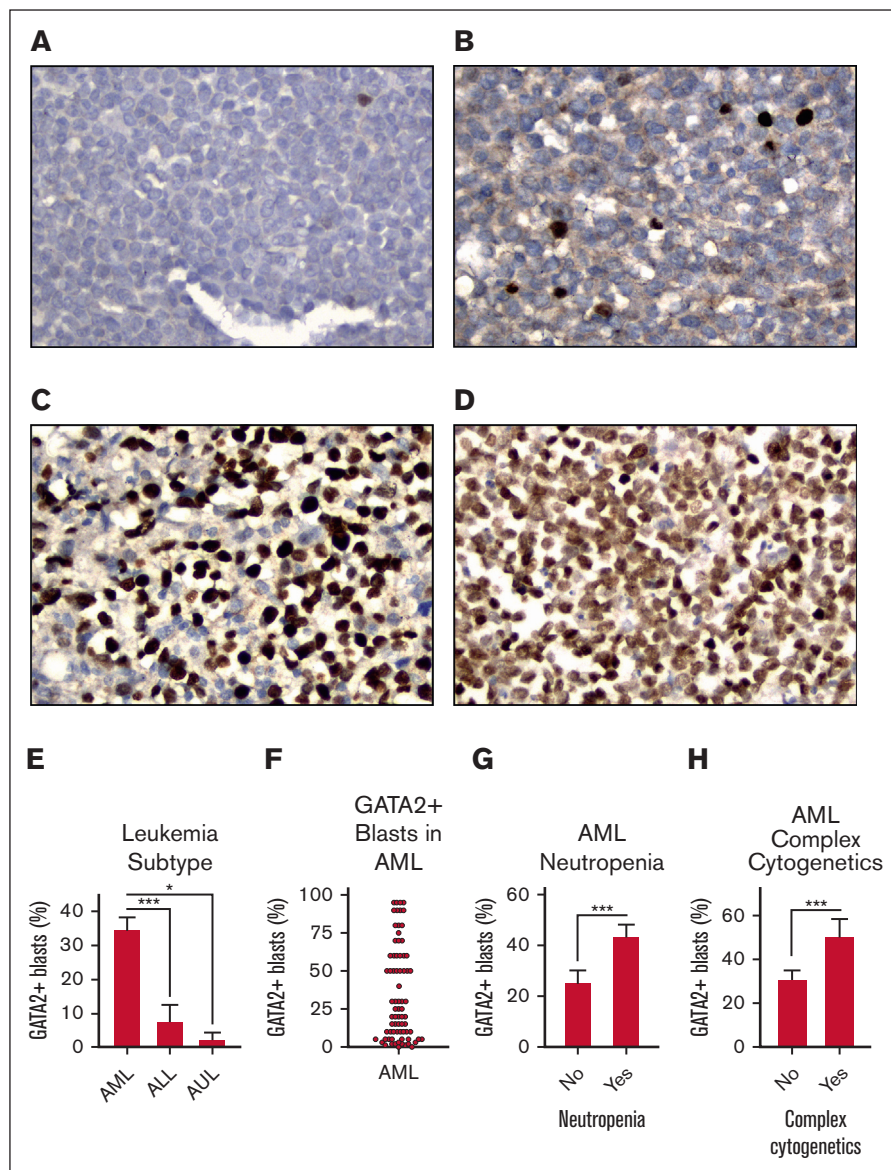 A
B
C
D
E
F
G
H
Leukemia
Subtype
GATA2+ blasts (%)
40
30
20
10
0
***
*
AML
ALL
AUL
GATA2+
Blasts in
AML
GATA2+ blasts (%)
100
75
50
25
0
AML
AML
Neutropenia
GATA2+ blasts (%)
60
40
20
0
***
No
Yes
Neutropenia
AML
Complex
Cytogenetics
GATA2+ blasts (%)
60
40
20
0
***
No
Yes
Complex
cytogenetics